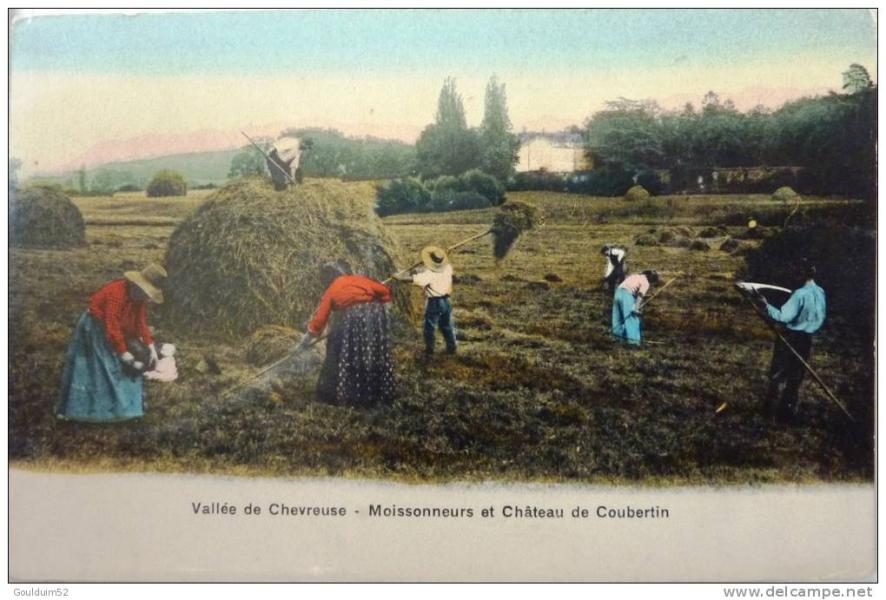 Vallée de Chevreuse - Moissonneurs et Château de Coubertin
Gouldum52
www.delcampe.net